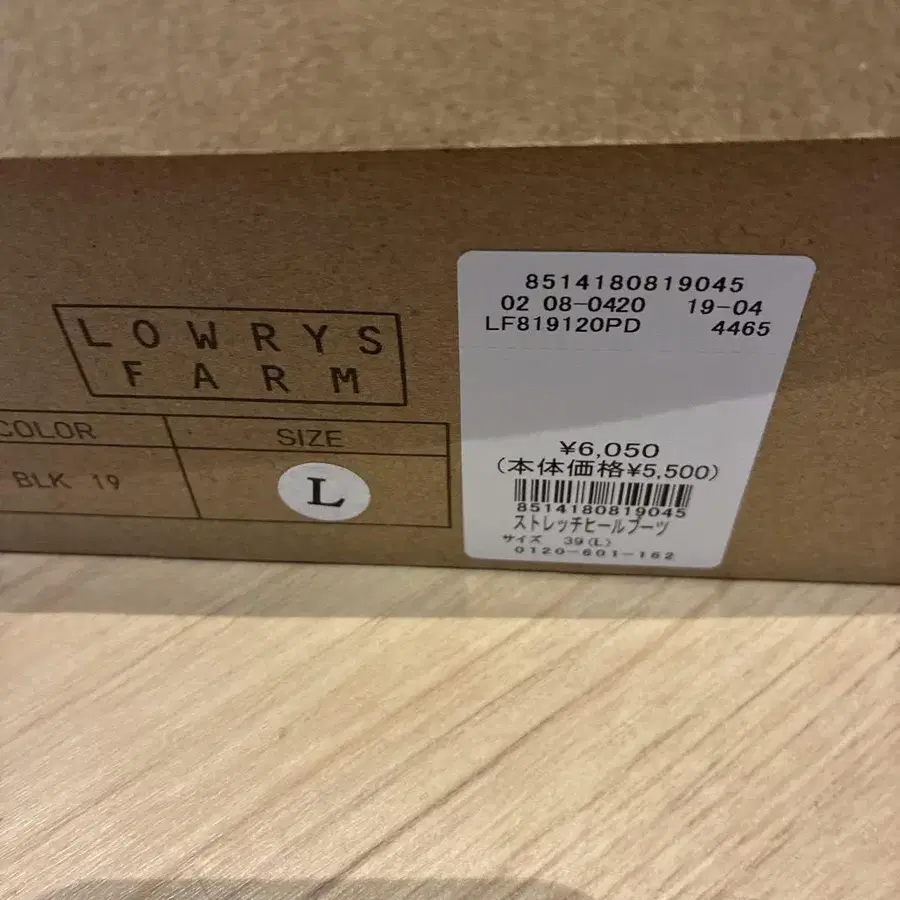 LOWRYS
FARM
COLOR
SIZE
BLK 19
L
8514180819045
02 08-0420 19-04
LF819120PD 4465
¥6,050
(本体価格¥5,500)
8514180819045
ストレッチヒールブーツ
サイズ 39(L)
0120-601-162